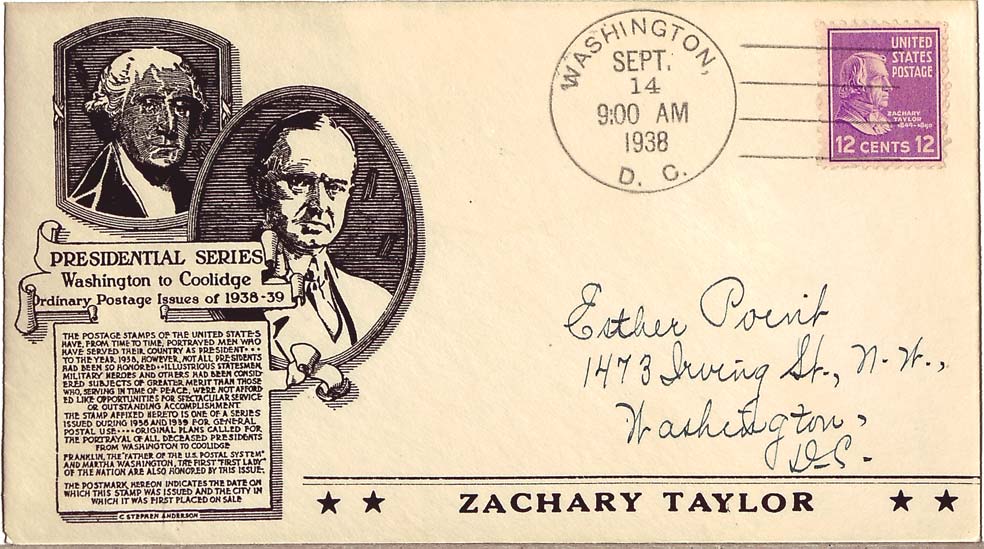 PRESIDENTIAL SERIES
Washington to Coolidge
Ordinary Postage Issues of 1938-39
THE POSTAGE STAMPS OF THE UNITED STATES
HAVE, FROM TIME TO TIME, PORTRAYED MEN WHO
HAVE SERVED THEIR COUNTRY AS PRESIDENT····
TO THE YEAR 1938, HOWEVER, NOT ALL PRESIDENTS
HAD BEEN SO HONORED··ILLUSTRIOUS STATESMEN,
MILITARY HEROES AND OTHERS HAD BEEN CONSID-
ERED SUBJECTS OF GREATER MERIT THAN THOSE
WHO, SERVING IN TIME OF PEACE, WERE NOT AFFORD
ED LIKE OPPORTUNITIES FOR SPECTACULAR SERVICE
OR OUTSTANDING ACCOMPLISHMENT
THE STAMP AFFIXED HERETO IS ONE OF A SERIES
ISSUED DURING 1938 AND 1939 FOR GENERAL
POSTAL USE····ORIGINAL PLANS CALLED FOR
THE PORTRAYAL OF ALL DECEASED PRESIDENTS
FROM WASHINGTON TO COOLIDGE
FRANKLIN, THE "FATHER OF THE U.S. POSTAL SYSTEM"
AND MARTHA WASHINGTON, THE FIRST "FIRST LADY"
OF THE NATION ARE ALSO HONORED BY THIS ISSUE.
THE POSTMARK HEREON INDICATES THE DATE ON
WHICH THIS STAMP WAS ISSUED AND THE CITY IN
WHICH IT WAS FIRST PLACED ON SALE
C. STEPHEN ANDERSON
WASHINGTON,
SEPT.
14
9:00 AM
1938
D. C.
UNITED
STATES
POSTAGE
ZACHARY
TAYLOR
1849-1850
12 CENTS 12
Esther Point
1473 Irving St., N.W.,
Washington,
D.C.
★ ★ ZACHARY TAYLOR ★ ★